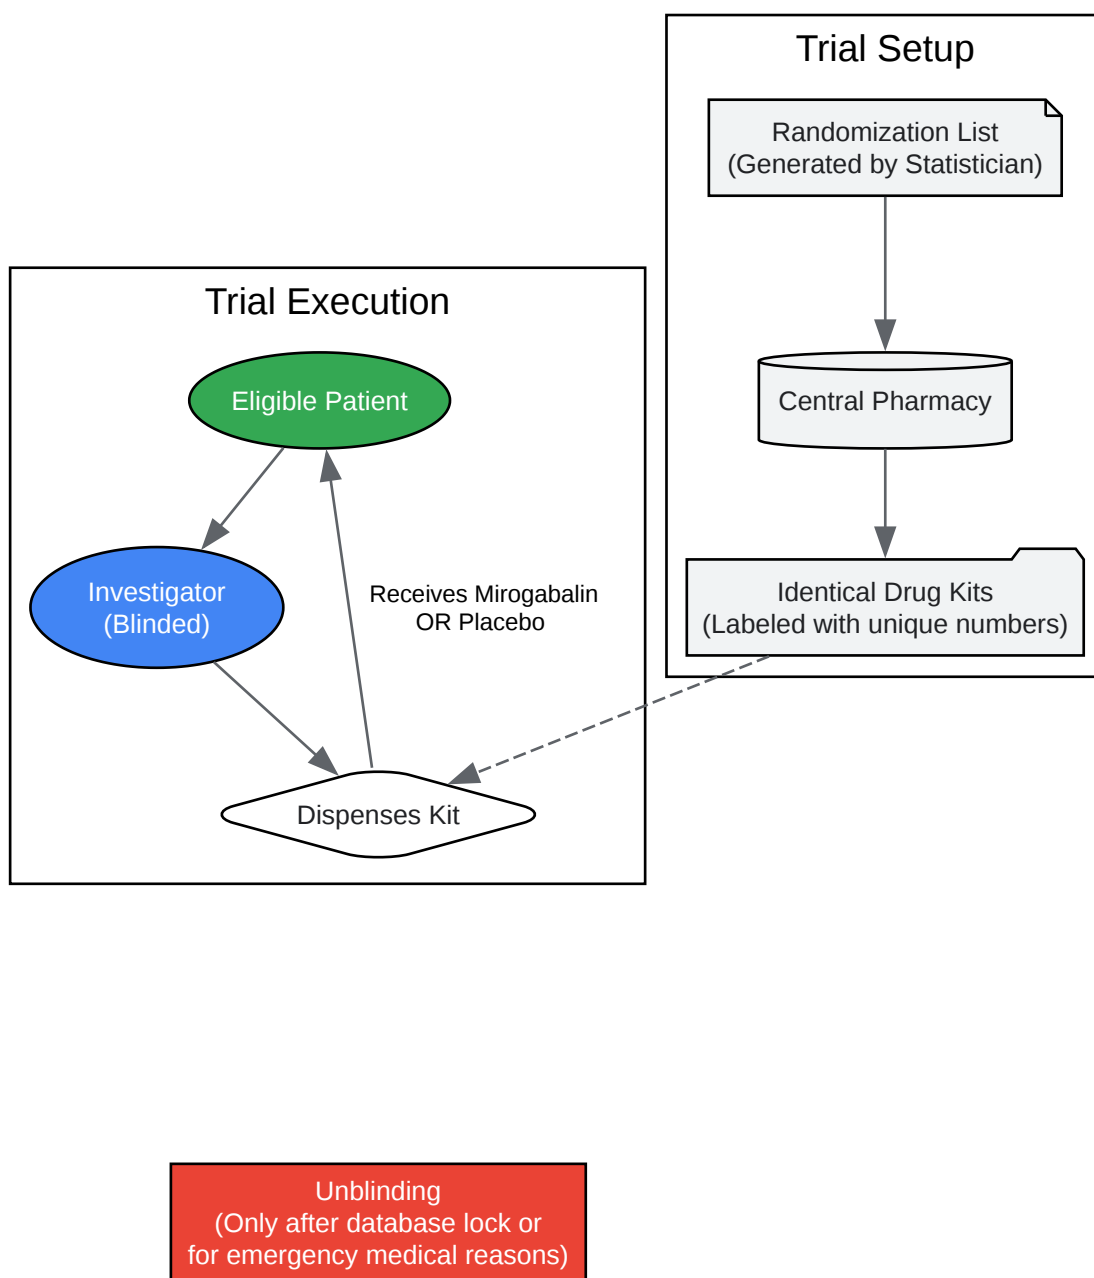 Trial Setup
Randomization List
(Generated by Statistician)
Central Pharmacy
Identical Drug Kits
(Labeled with unique numbers)
Trial Execution
Eligible Patient
Investigator
(Blinded)
Receives Mirogabalin
OR Placebo
Dispenses Kit
Unblinding
(Only after database lock or
for emergency medical reasons)